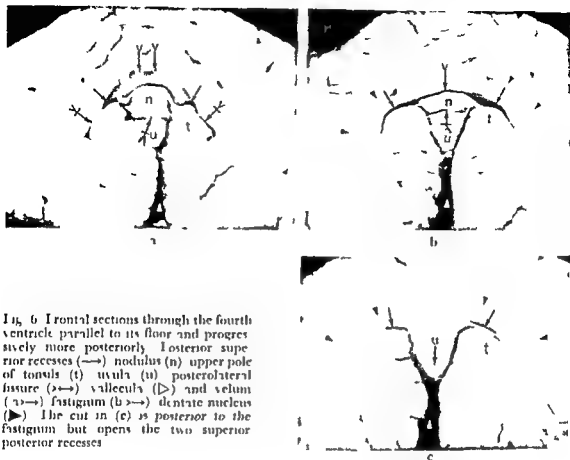 n
u
t
a
n
u
t
b
u
t
c
Fig. 6 Frontal sections through the fourth
ventricle parallel to its floor and progres
sively more posteriorly Posterior supe
rior recesses (⟶) nodulus (n) upper pole
of tonsils (t) uvula (u) posterolateral
fissure (>⟶) vallecula (▷) and velum
( a>⟶) fastigium (b >⟶) dentate nucleus
(▶) The cut in (c) is posterior to the
fastigium but opens the two superior
posterior recesses